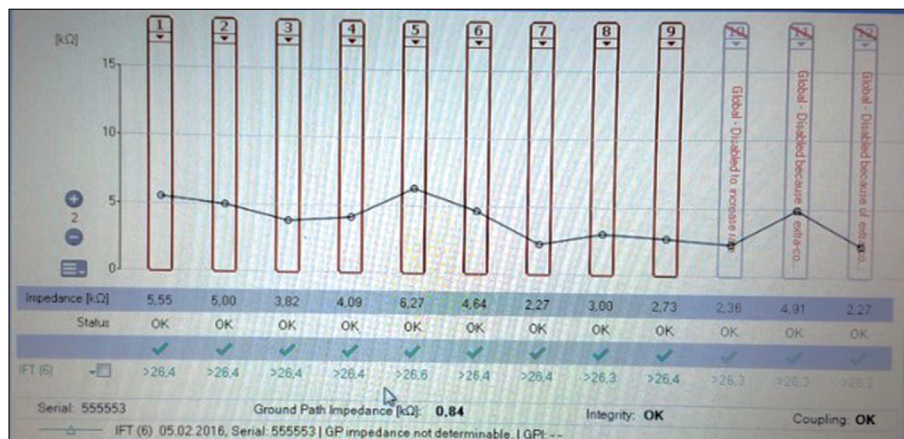 1 2 3 4 5 6 7 8 9 10 11 12
[kΩ]
15
10
5
2
0
Global - Disabled to increase rate
Global - Disabled because of extra-co...
Global - Disabled because of extra-co...
Impedance [kΩ] 5,55 5,00 3,82 4,09 6,27 4,64 2,27 3,00 2,73 2,36 4,91 2,27
Status OK OK OK OK OK OK OK OK OK OK OK OK
IFT (6) >26,4 >26,4 >26,4 >26,4 >26,6 >26,4 >26,4 >26,3 >26,4 >26,3 >26,3 >26,2
Serial: 555553 Ground Path Impedance [kΩ]: 0,84 Integrity: OK Coupling: OK
IFT (6) 05.02.2016, Serial: 555553 | GP impedance not determinable. | GPI: --